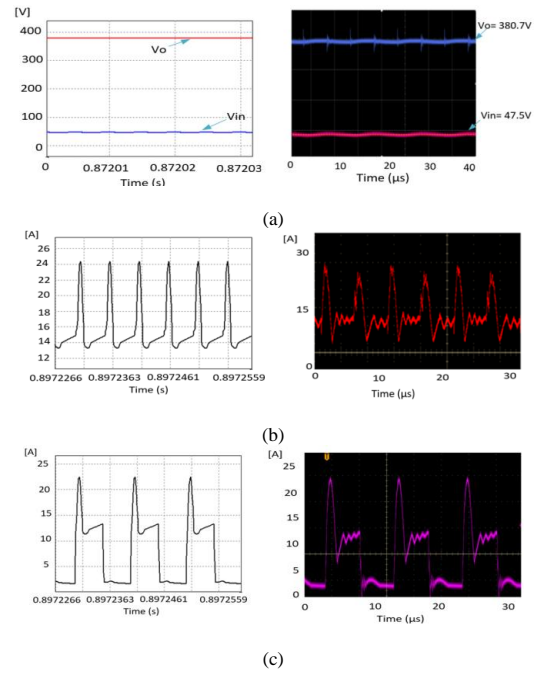 [V]
400
300
200
100
0
Vo
Vin
0 0.87201 0.87202 0.87203
Time (s)
Vo= 380.7V
Vin= 47.5V
0 10 20 30 40
Time (µs)
(a)
[A]
26
24
22
20
18
16
14
12
0.8972266 0.8972363 0.8972461 0.8972559
Time (s)
[A]
30
15
0
0 10 20 30
Time (µs)
(b)
[A]
25
20
15
10
5
0.8972266 0.8972363 0.8972461 0.8972559
Time (s)
[A]
25
20
15
10
5
0
0 10 20 30
Time (µs)
(c)